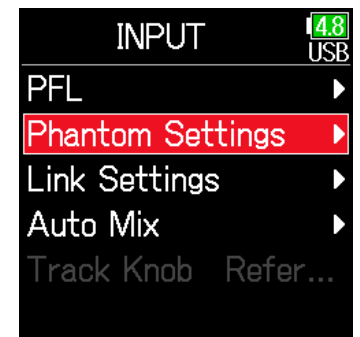 INPUT 4.8
USB
PFL
Phantom Settings
Link Settings
Auto Mix
Track Knob Refer...